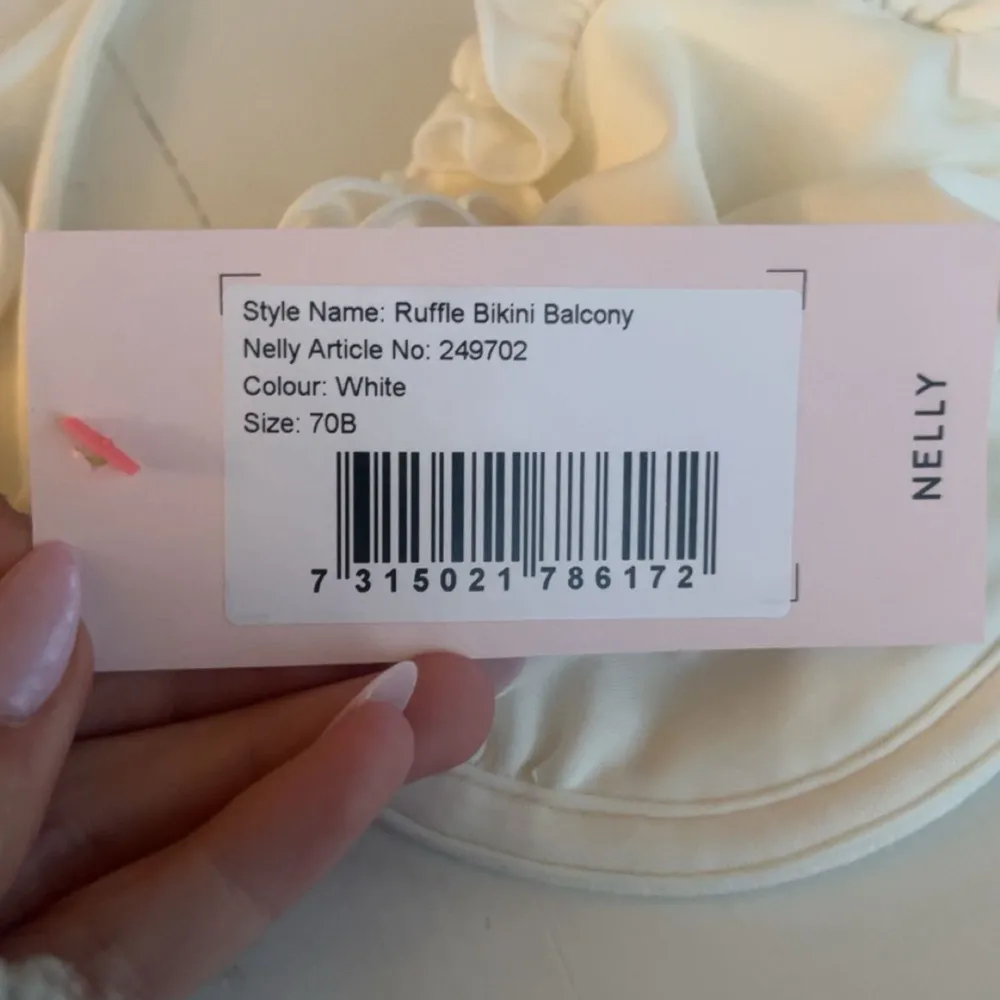 Style Name: Ruffle Bikini Balcony
Nelly Article No: 249702
Colour: White
Size: 70B
7 315021 786172
NELLY